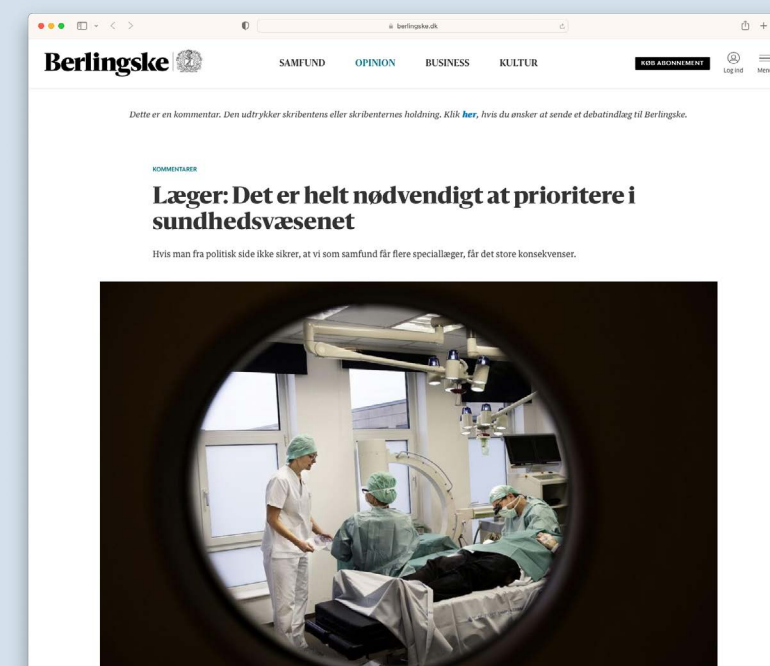 berlingske.dk
Berlingske
SAMFUND OPINION BUSINESS KULTUR
KØB ABONNEMENT
Log ind
Dette er en kommentar. Den udtrykker skribentens eller skribenternes holdning. Klik her, hvis du ønsker at sende et debatindlæg til Berlingske.
KOMMENTARER
Læger: Det er helt nødvendigt at prioritere i
sundhedsvæsenet
Hvis man fra politisk side ikke sikrer, at vi som samfund får flere speciallæger, får det store konsekvenser.